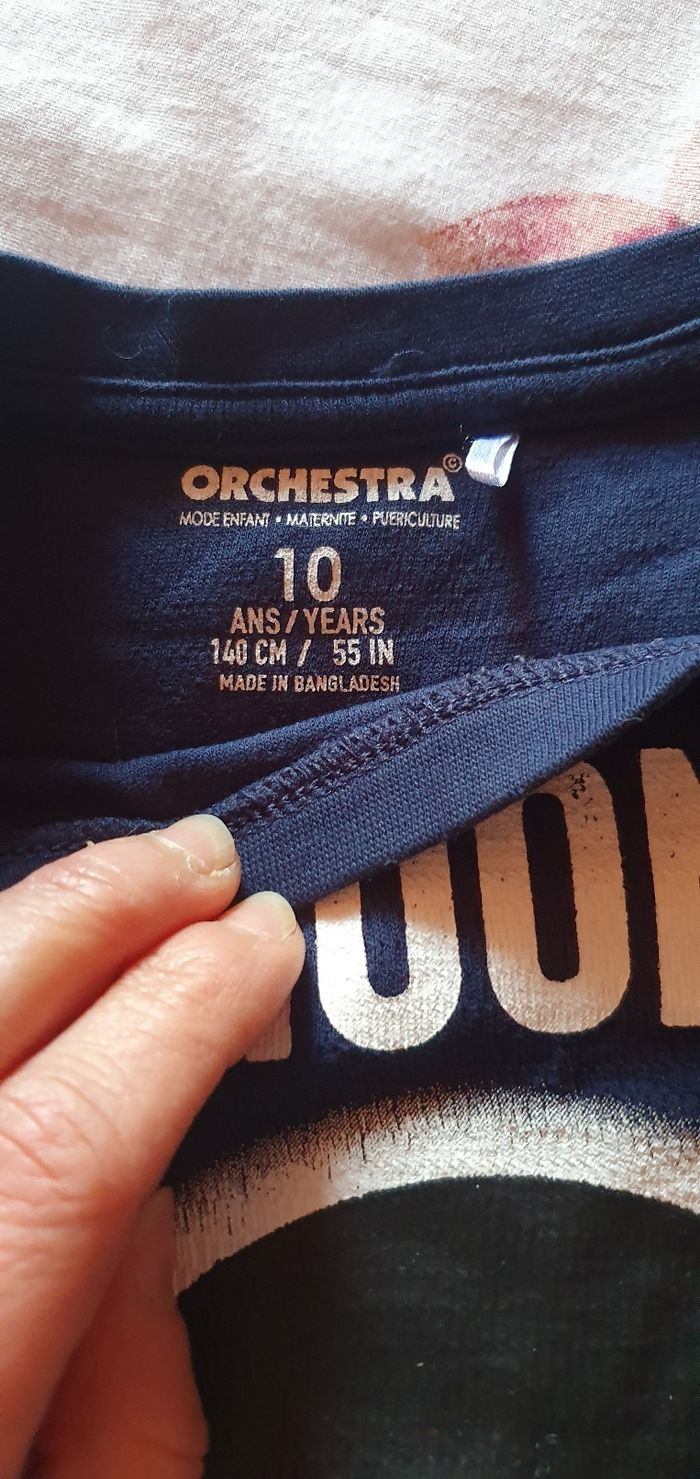 ORCHESTRA©
MODE ENFANT • MATERNITE • PUERICULTURE
10
ANS / YEARS
140 CM / 55 IN
MADE IN BANGLADESH